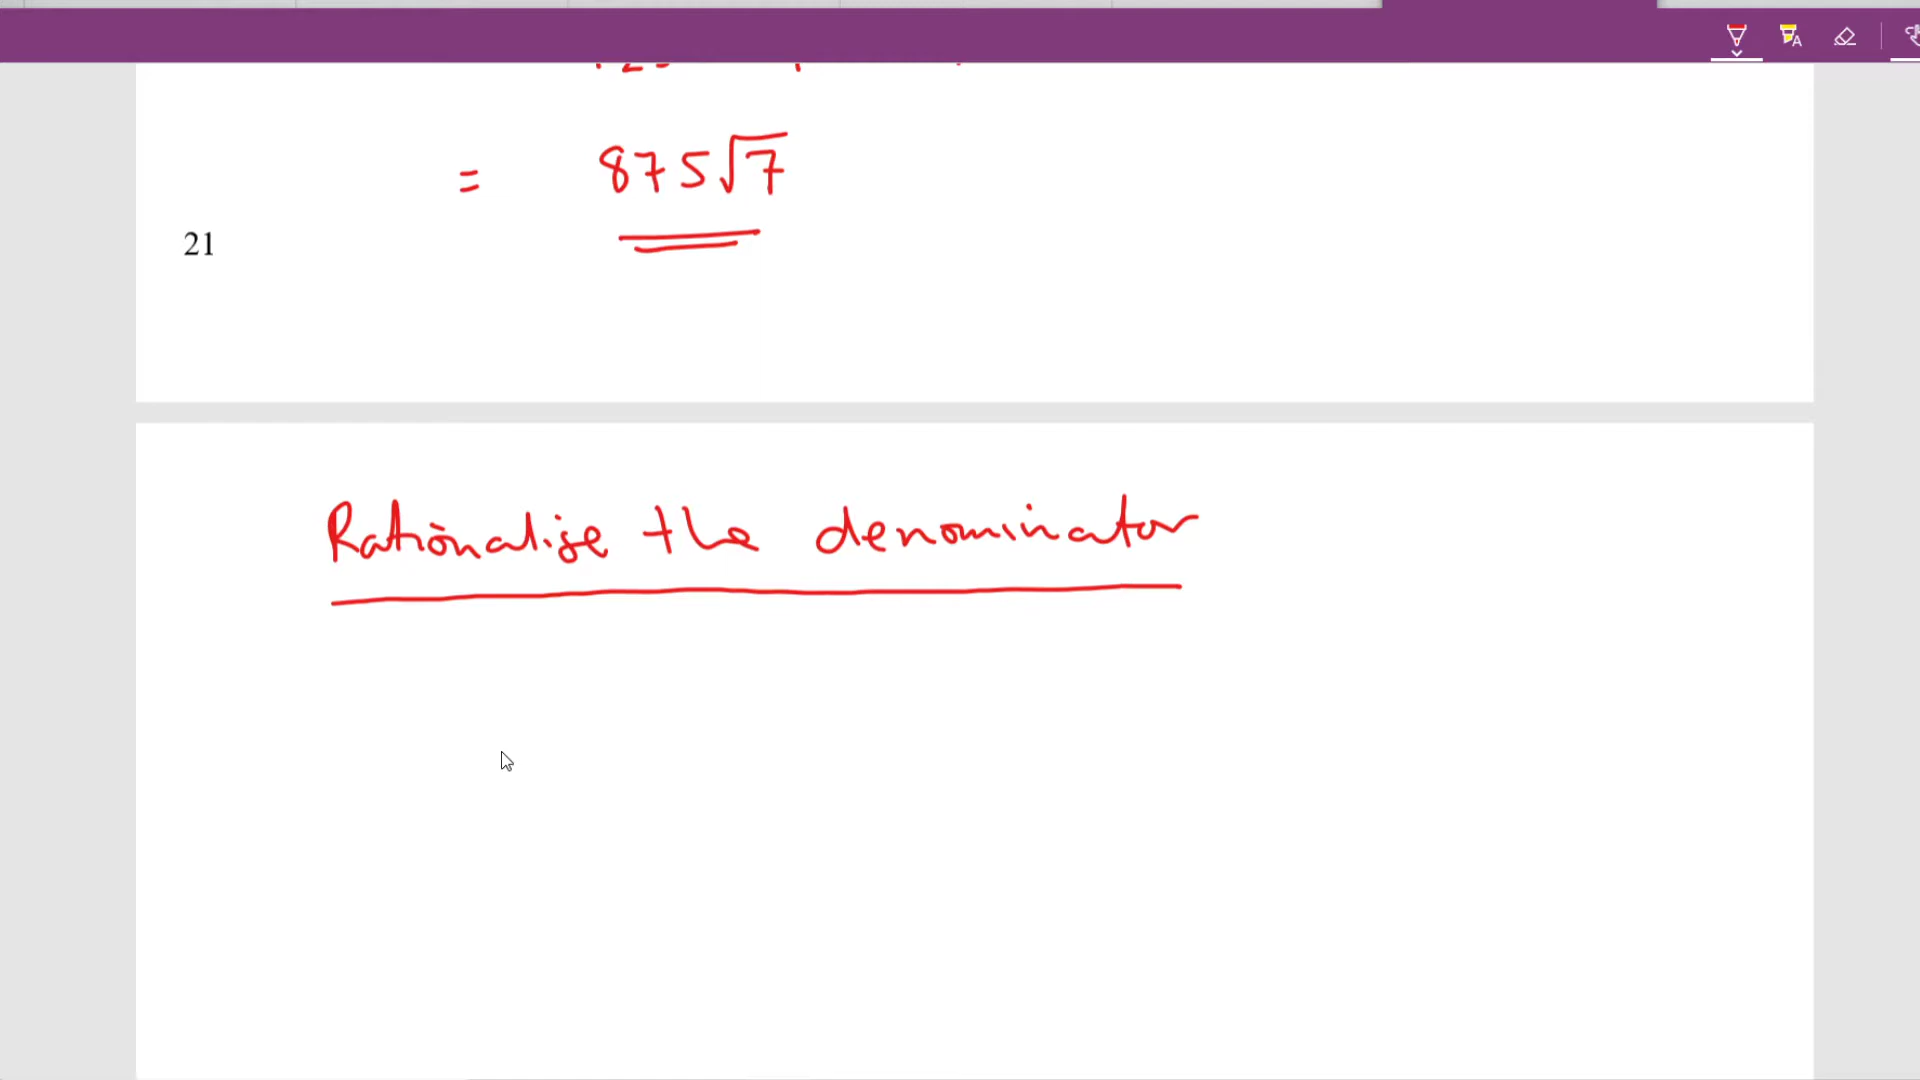 = 875√7
21
Rationalise the denominator